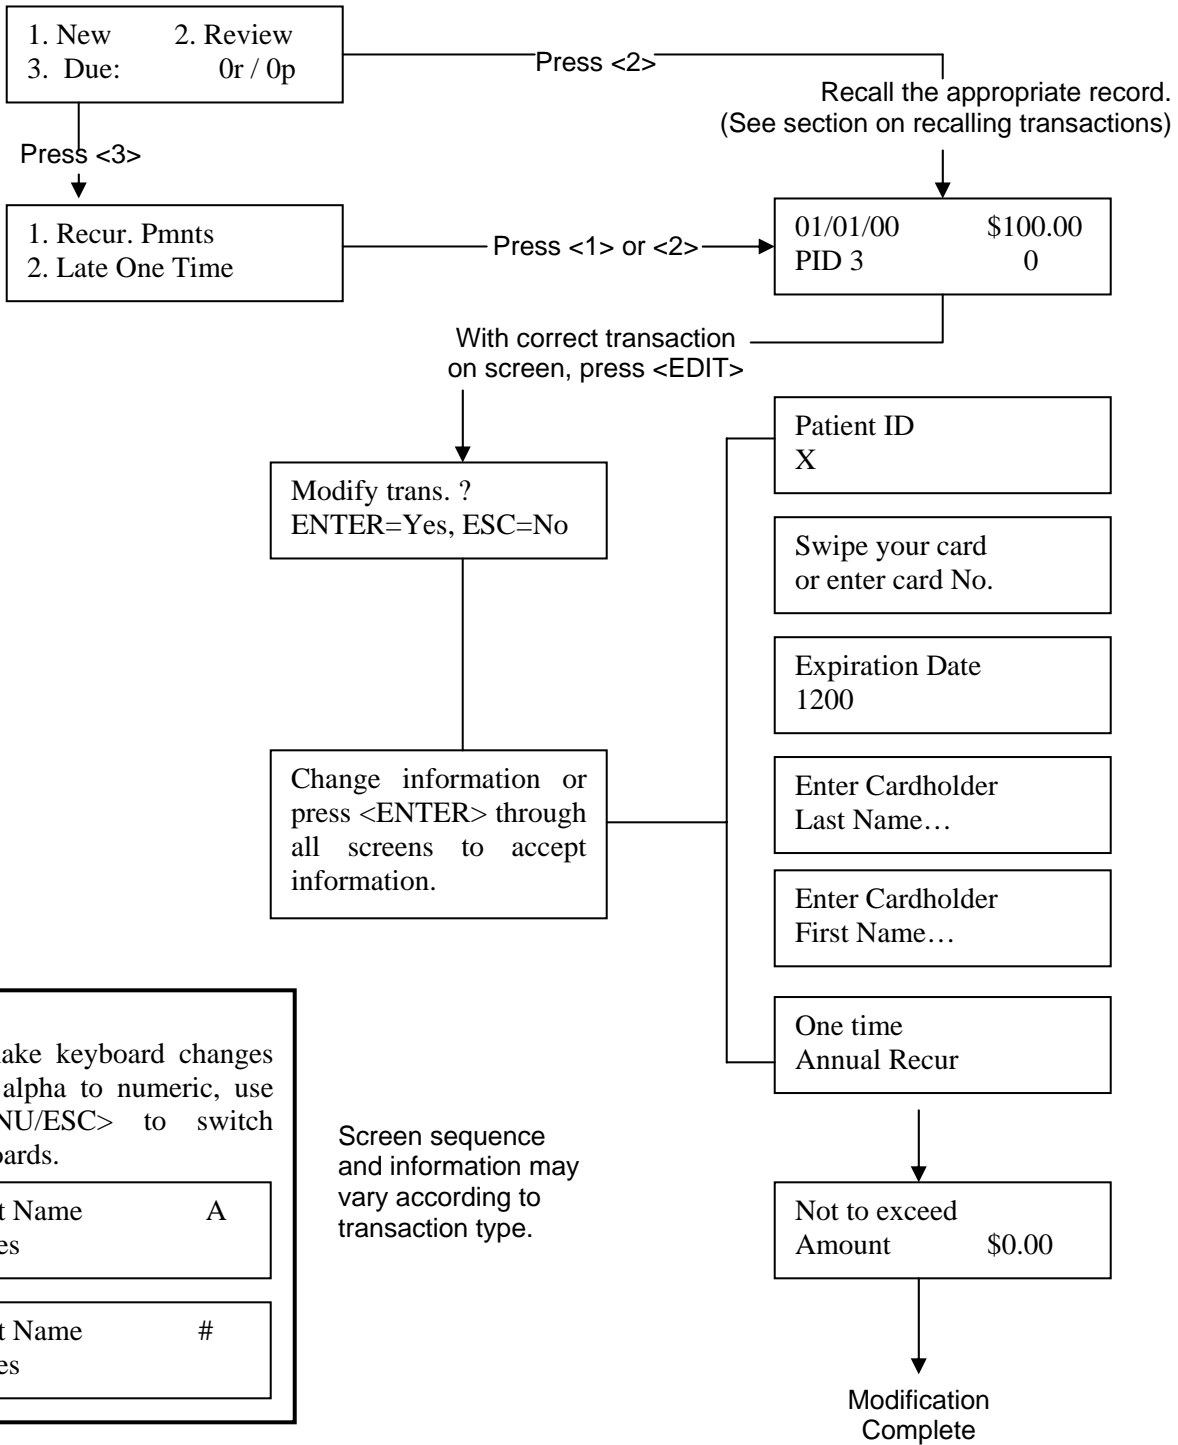 1. New 2. Review
3. Due: 0r / 0p
Press <2>
Recall the appropriate record.
(See section on recalling transactions)
Press <3>
1. Recur. Pmnts
2. Late One Time
Press <1> or <2>
01/01/00 $100.00
PID 3 0
With correct transaction
on screen, press <EDIT>
Modify trans. ?
ENTER=Yes, ESC=No
Patient ID
X
Swipe your card
or enter card No.
Expiration Date
1200
Change information or
press <ENTER> through
all screens to accept
information.
Enter Cardholder
Last Name…
Enter Cardholder
First Name…
One time
Annual Recur
keyboard changes
alpha to numeric, use
to switch
Name A
Name #
Screen sequence
and information may
vary according to
transaction type.
Not to exceed
Amount $0.00
Modification
Complete